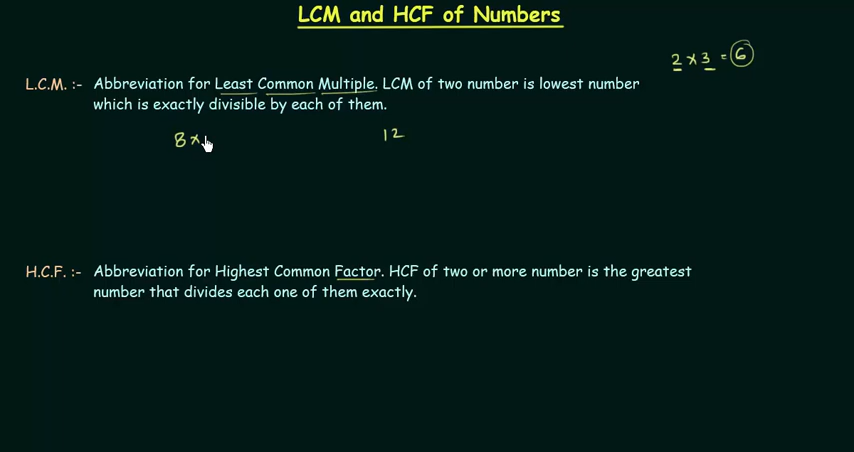 LCM and HCF of Numbers
2 × 3 = 6
L.C.M. :- Abbreviation for Least Common Multiple. LCM of two number is lowest number
which is exactly divisible by each of them.
8 × 12
H.C.F. :- Abbreviation for Highest Common Factor. HCF of two or more number is the greatest
number that divides each one of them exactly.